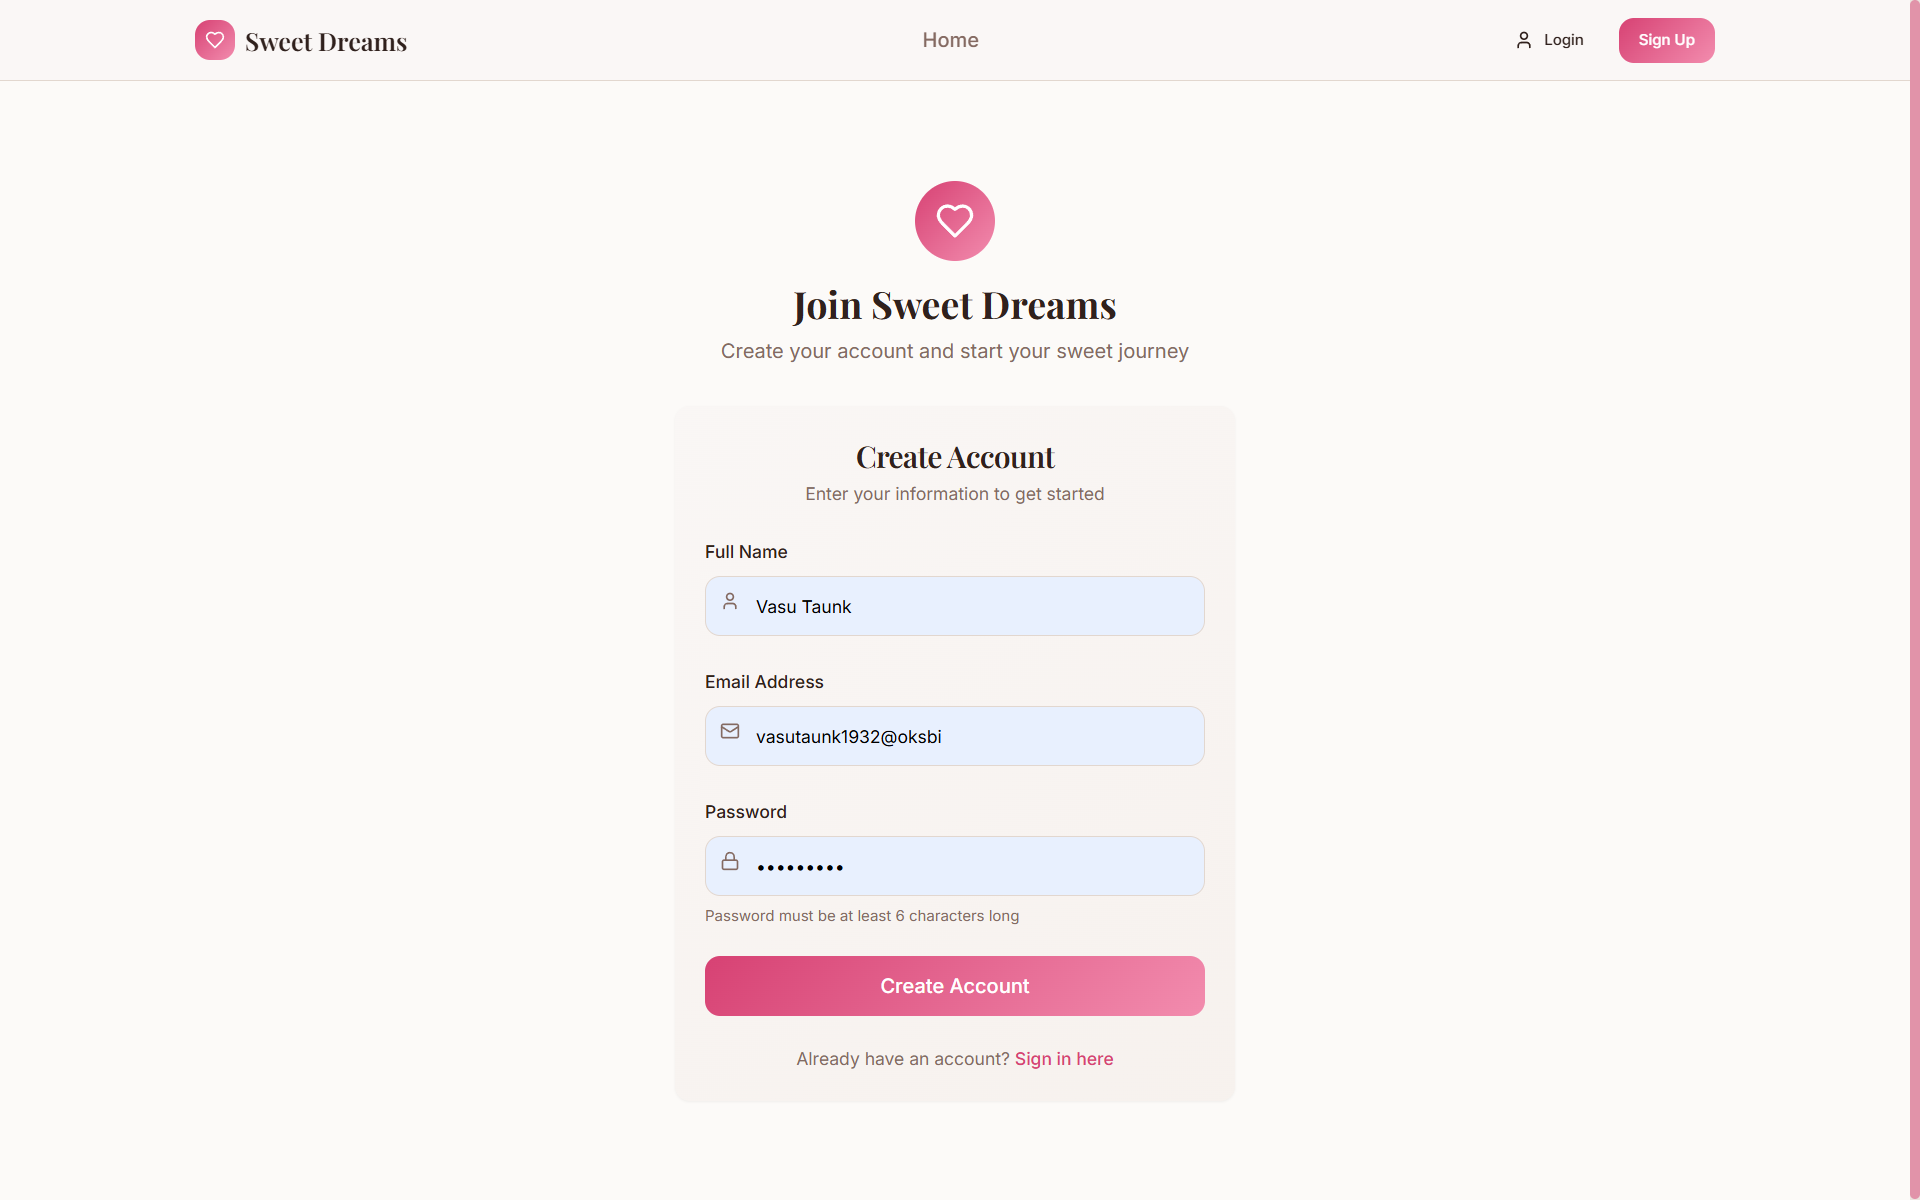 Sweet Dreams
Home
Login
Sign Up
Join Sweet Dreams
Create your account and start your sweet journey
Create Account
Enter your information to get started
Full Name
Vasu Taunk
Email Address
vasutaunk1932@oksbi
Password
•••••••••
Password must be at least 6 characters long
Create Account
Already have an account? Sign in here